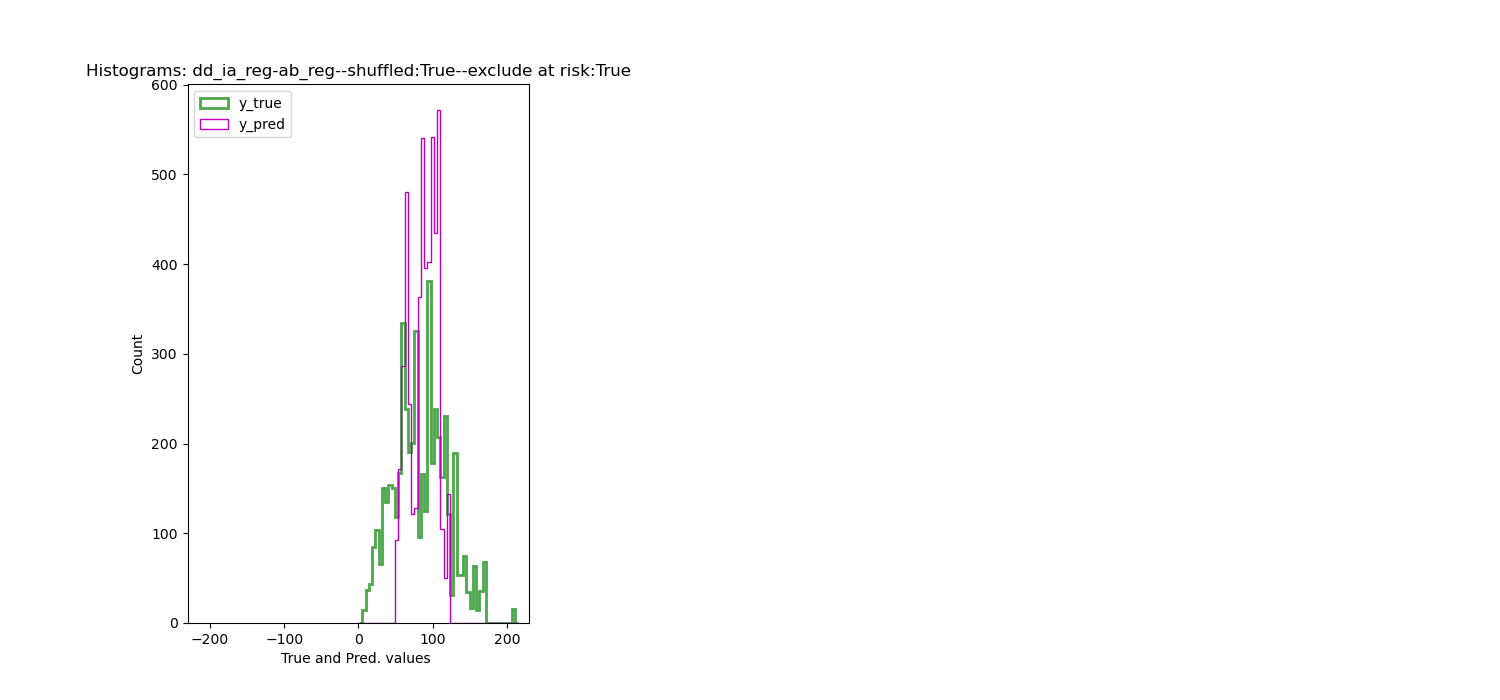 Histograms: dd_ia_reg-ab_reg--shuffled:True--exclude at risk:True
600
500
400
300
200
100
0
y_true
y_pred
Count
−200
−100
0
100
200
True and Pred. values